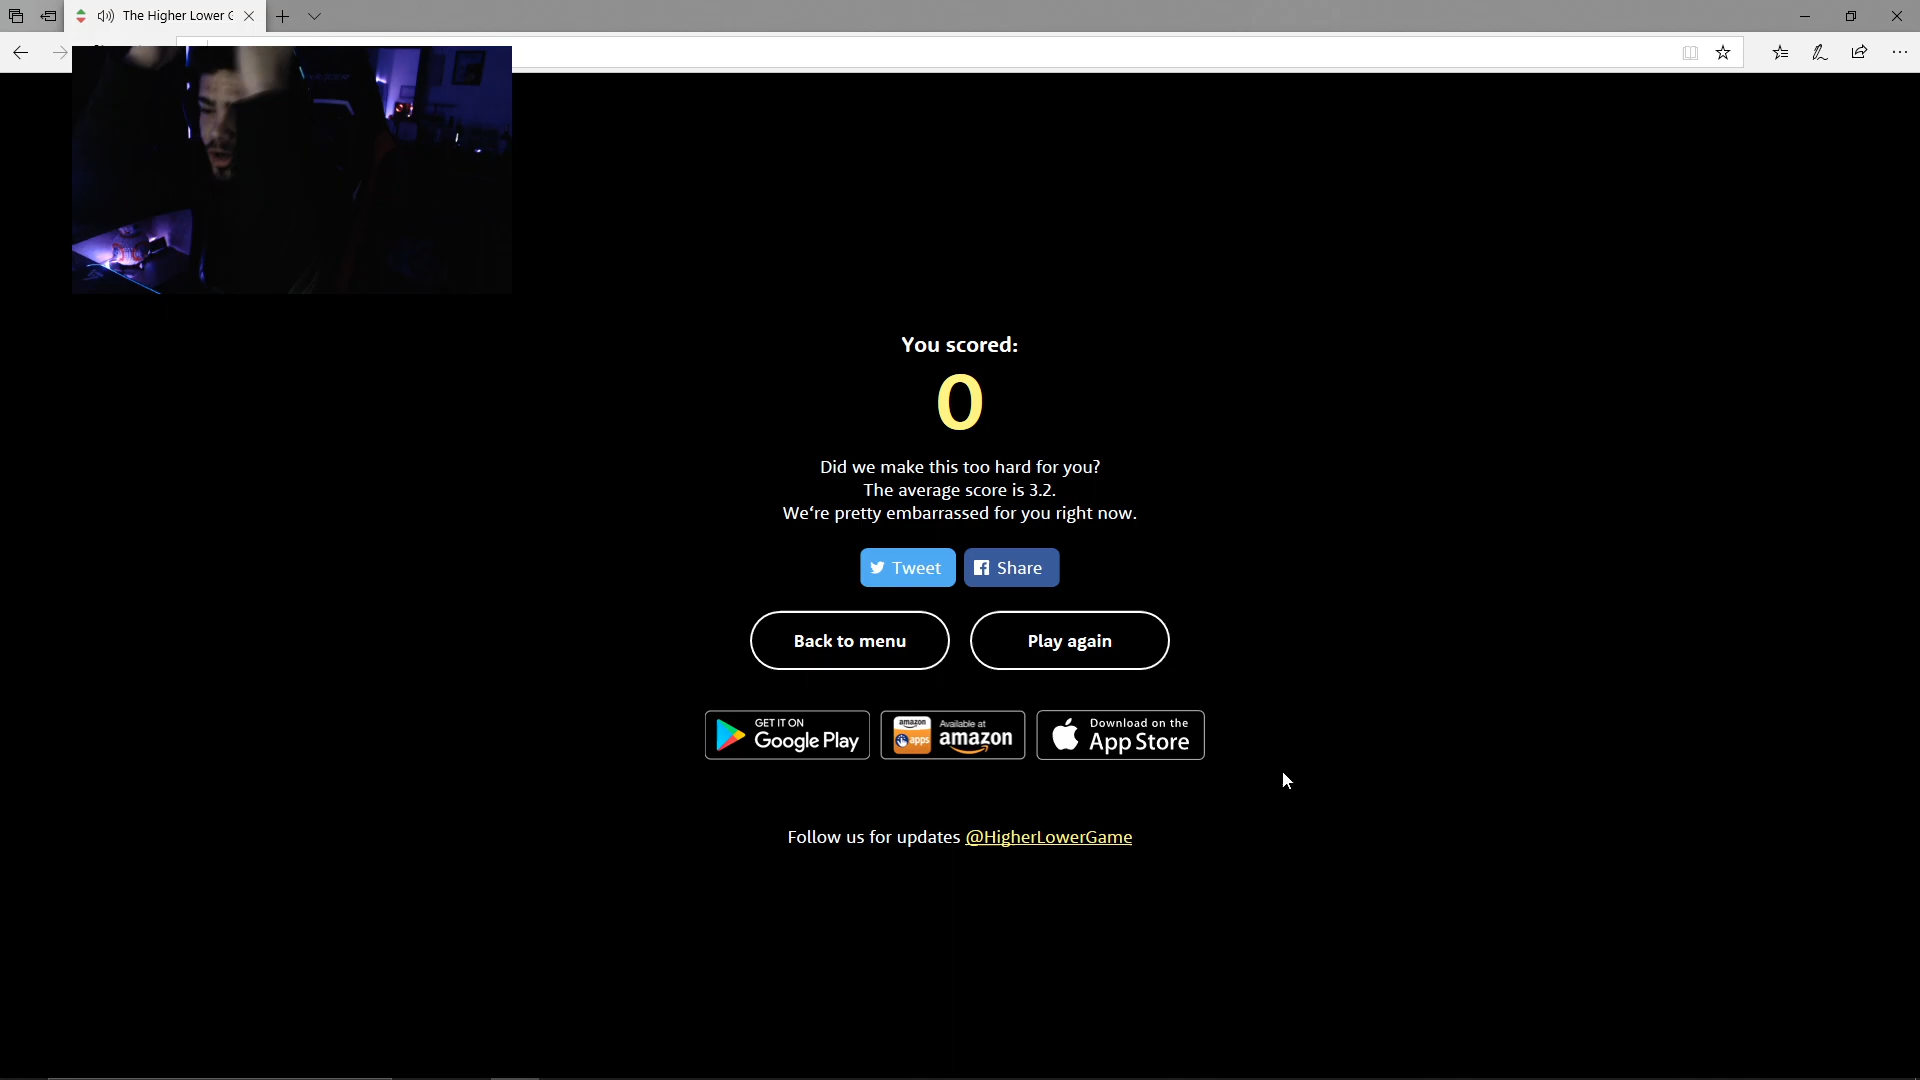 The Higher Lower G
You scored:
0
Did we make this too hard for you?
The average score is 3.2.
We're pretty embarrassed for you right now.
Tweet
Share
Back to menu
Play again
GET IT ON
Google Play
amazon
apps
Available at
amazon
Download on the
App Store
Follow us for updates @HigherLowerGame